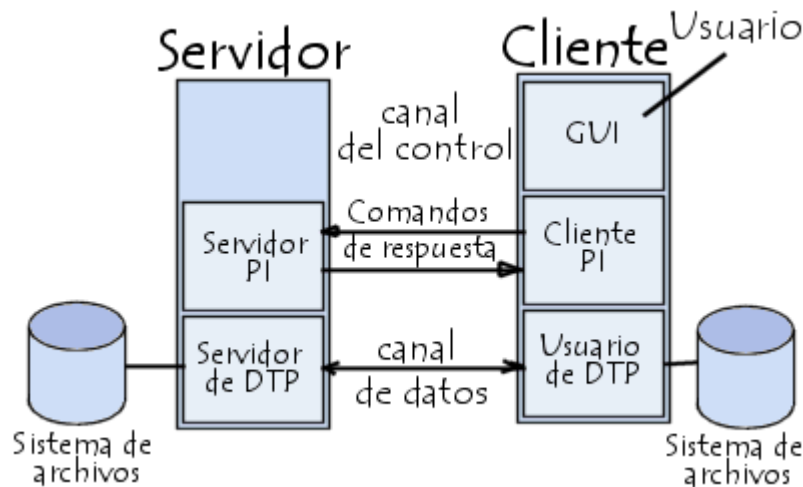 Servidor
Cliente
Usuario
canal
del control
GUI
Comandos
de respuesta
Servidor
PI
Cliente
PI
Servidor
de DTP
canal
de datos
Usuario
de DTP
Sistema de
archivos
Sistema de
archivos